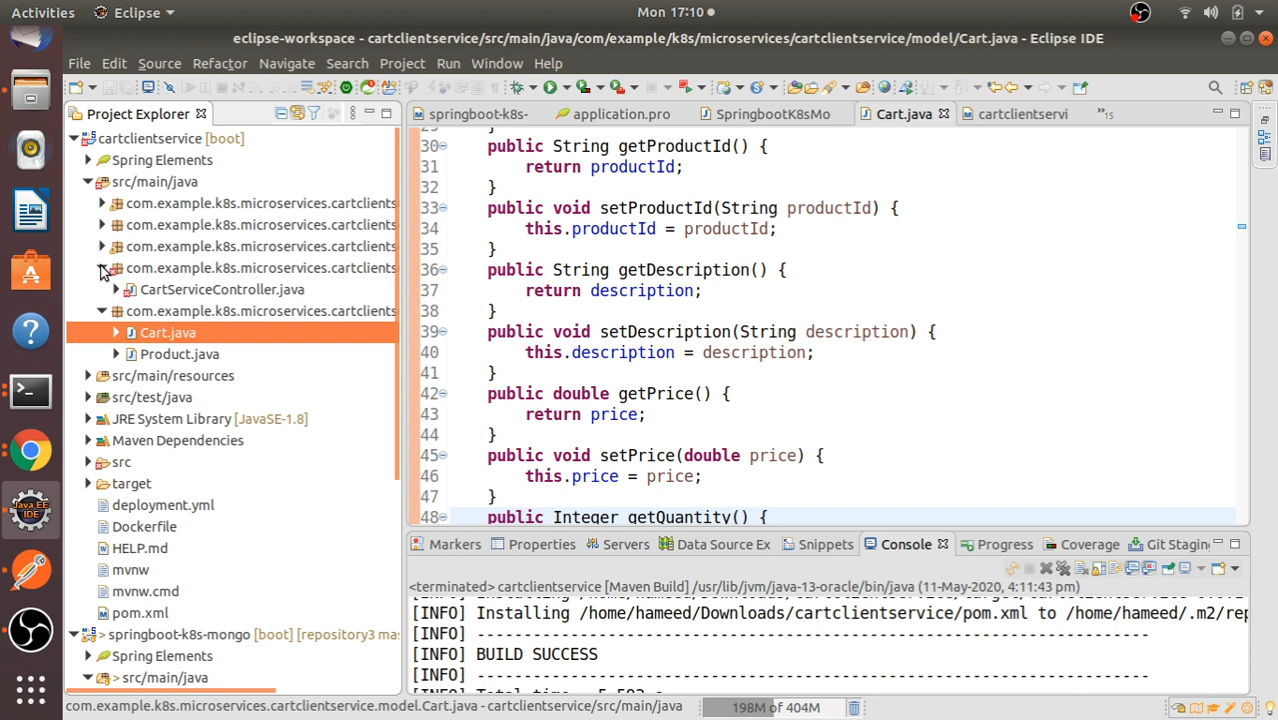 Activities Eclipse Mon 17:10
eclipse-workspace - cartclientservice/src/main/java/com/example/k8s/microservices/cartclientservice/model/Cart.java - Eclipse IDE
File Edit Source Refactor Navigate Search Project Run Window Help
Project Explorer
cartclientservice [boot]
Spring Elements
src/main/java
com.example.k8s.microservices.cartclients
com.example.k8s.microservices.cartclients
com.example.k8s.microservices.cartclients
com.example.k8s.microservices.cartclients
CartServiceController.java
com.example.k8s.microservices.cartclients
Cart.java
Product.java
src/main/resources
src/test/java
JRE System Library [JavaSE-1.8]
Maven Dependencies
src
target
deployment.yml
Dockerfile
HELP.md
mvnw
mvnw.cmd
pom.xml
> springboot-k8s-mongo [boot] [repository3 mas
Spring Elements
> src/main/java
springboot-k8s- application.pro SpringbootK8sMo Cart.java cartclientservi »15
29 }
30 public String getProductId() {
31 return productId;
32 }
33 public void setProductId(String productId) {
34 this.productId = productId;
35 }
36 public String getDescription() {
37 return description;
38 }
39 public void setDescription(String description) {
40 this.description = description;
41 }
42 public double getPrice() {
43 return price;
44 }
45 public void setPrice(double price) {
46 this.price = price;
47 }
48 public Integer getQuantity() {
Markers Properties Servers Data Source Ex Snippets Console Progress Coverage Git Staging
<terminated> cartclientservice [Maven Build] /usr/lib/jvm/java-13-oracle/bin/java (11-May-2020, 4:11:43 pm)
[INFO] Installing /home/hameed/Downloads/cartclientservice/pom.xml to /home/hameed/.m2/rep
[INFO] ------------------------------------------------------------------------
[INFO] BUILD SUCCESS
[INFO] ------------------------------------------------------------------------
[INFO] Total time: 5.592 s
com.example.k8s.microservices.cartclientservice.model.Cart.java - cartclientservice/src/main/java 198M of 404M
Java EE IDE